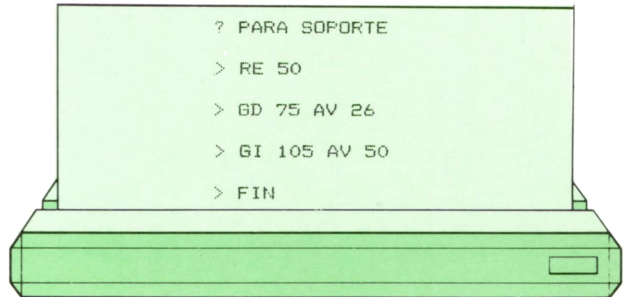 ? PARA SOPORTE
> RE 50
> GD 75 AV 26
> GI 105 AV 50
> FIN